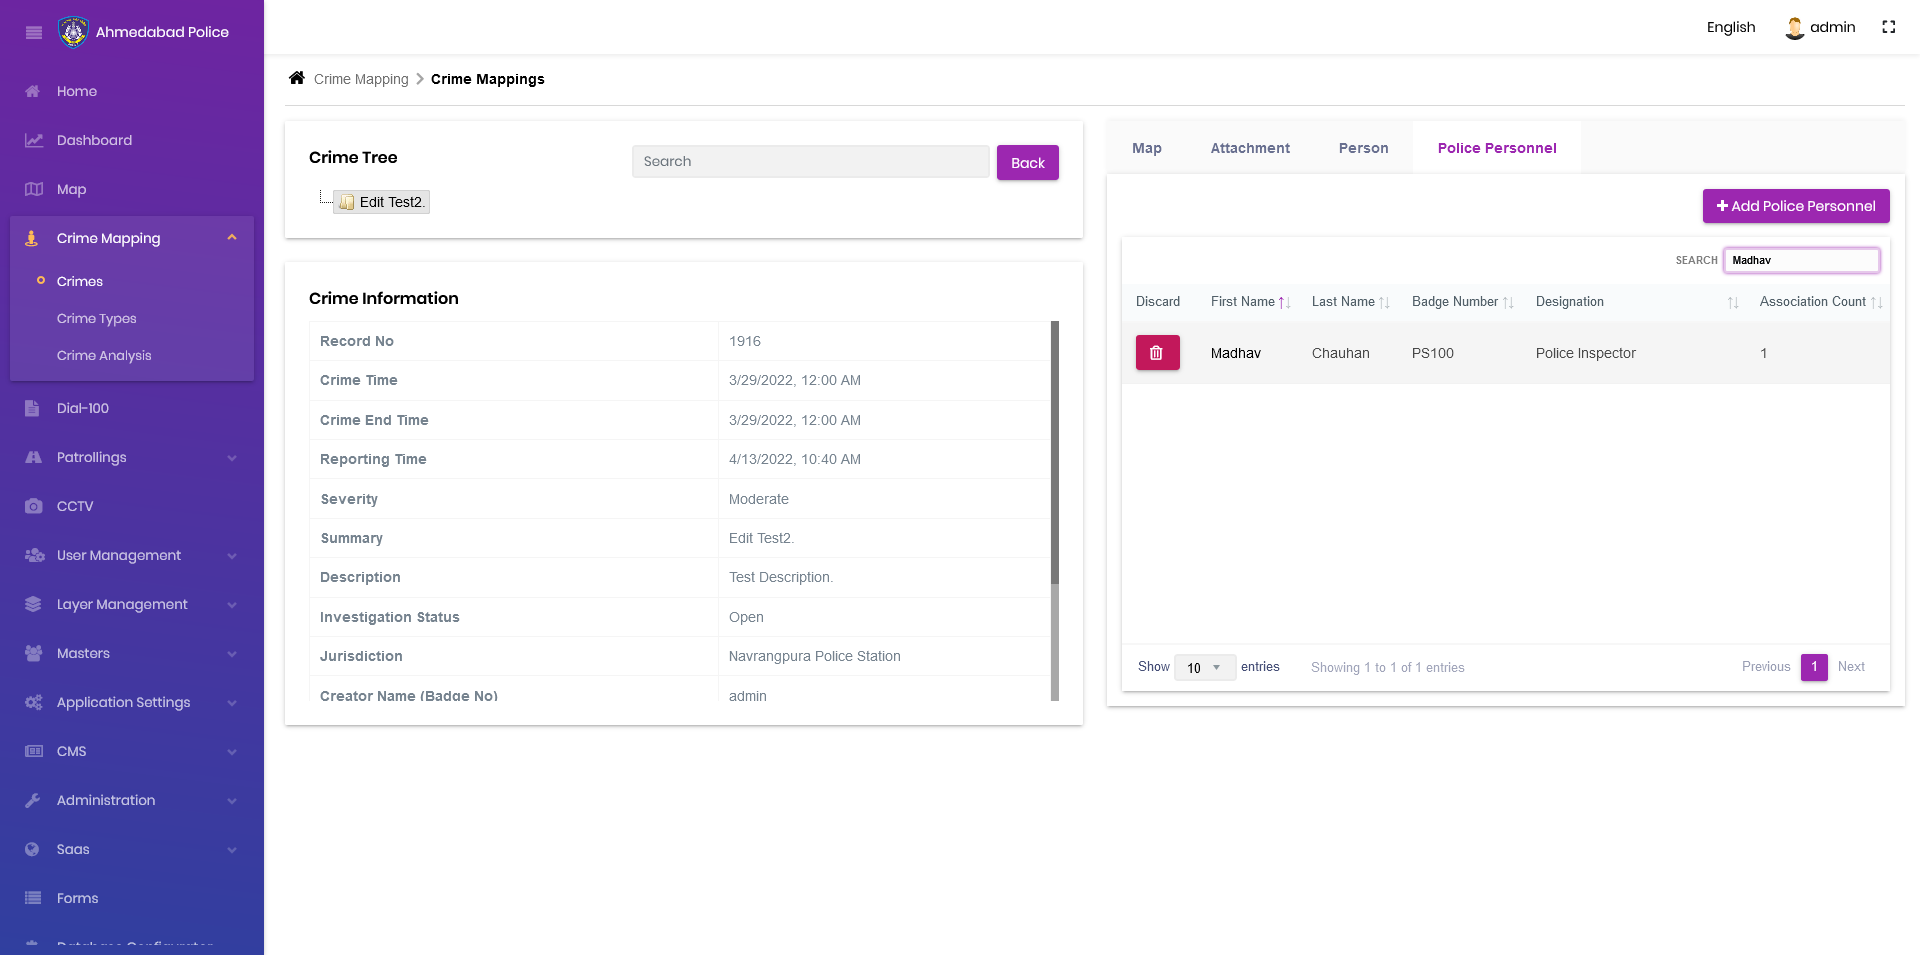 Ahmedabad Police
English
admin
Home
Dashboard
Map
Crime Mapping
Crimes
Crime Types
Crime Analysis
Dial-100
Patrollings
CCTV
User Management
Layer Management
Masters
Application Settings
CMS
Administration
Saas
Forms
Database Configurator
Crime Mapping
Crime Mappings
Crime Tree
Search
Back
Edit Test2.
Crime Information
Record No 1916
Crime Time 3/29/2022, 12:00 AM
Crime End Time 3/29/2022, 12:00 AM
Reporting Time 4/13/2022, 10:40 AM
Severity Moderate
Summary Edit Test2.
Description Test Description.
Investigation Status Open
Jurisdiction Navrangpura Police Station
Creator Name (Badge No) admin
Map Attachment Person Police Personnel
Add Police Personnel
SEARCH Madhav
Discard First Name Last Name Badge Number Designation Association Count
Madhav Chauhan PS100 Police Inspector 1
Show 10 entries Showing 1 to 1 of 1 entries Previous 1 Next